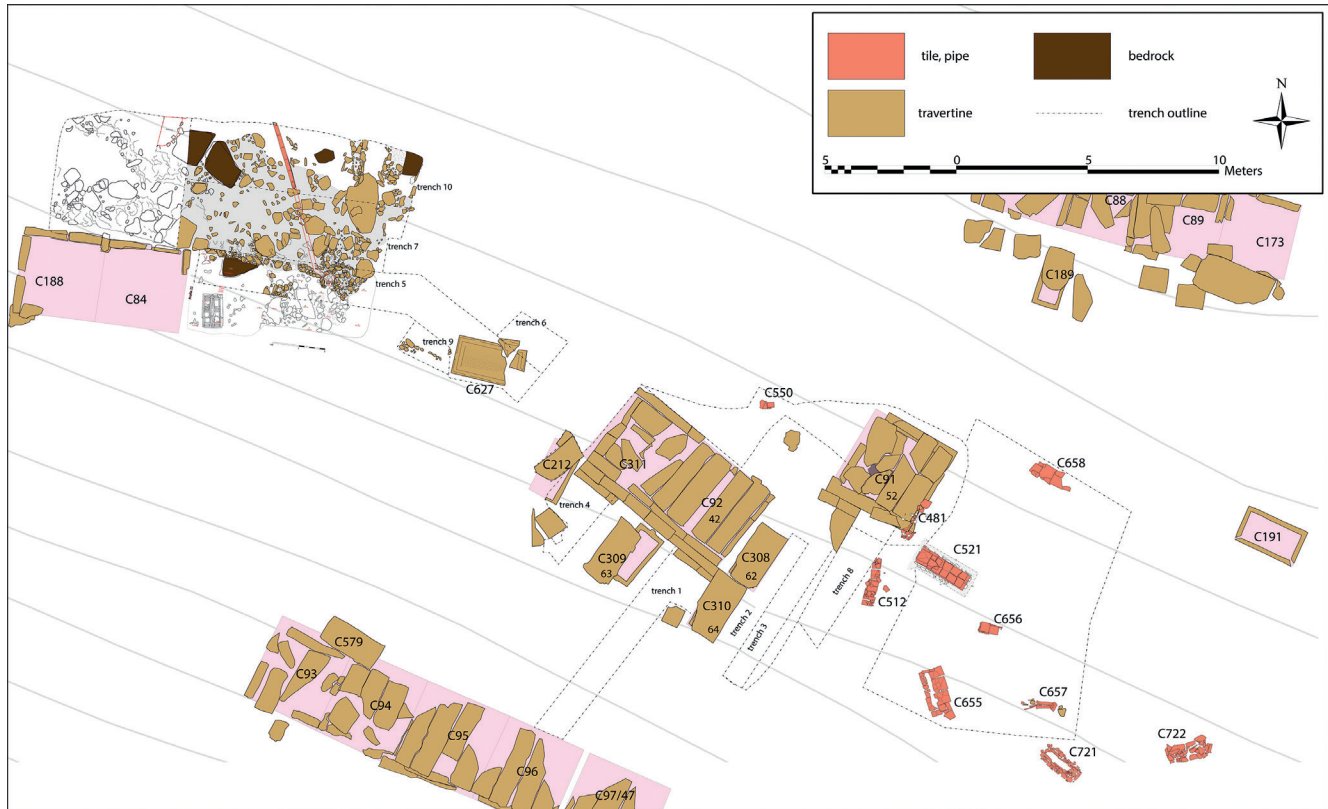 tile, pipe
bedrock
N
travertine
trench outline
5
0
5
10
Meters
C88
C89
C173
C189
trench 10
trench 7
trench 5
C188
C84
trench 6
trench 9
C627
C550
C212
C311
C92
42
C91
52
C658
C481
C191
trench 4
C521
C309
63
C308
62
trench 8
C512
trench 1
C310
64
trench 2
trench 3
C656
C579
C93
C94
C655
C657
C95
C96
C721
C722
C97/47